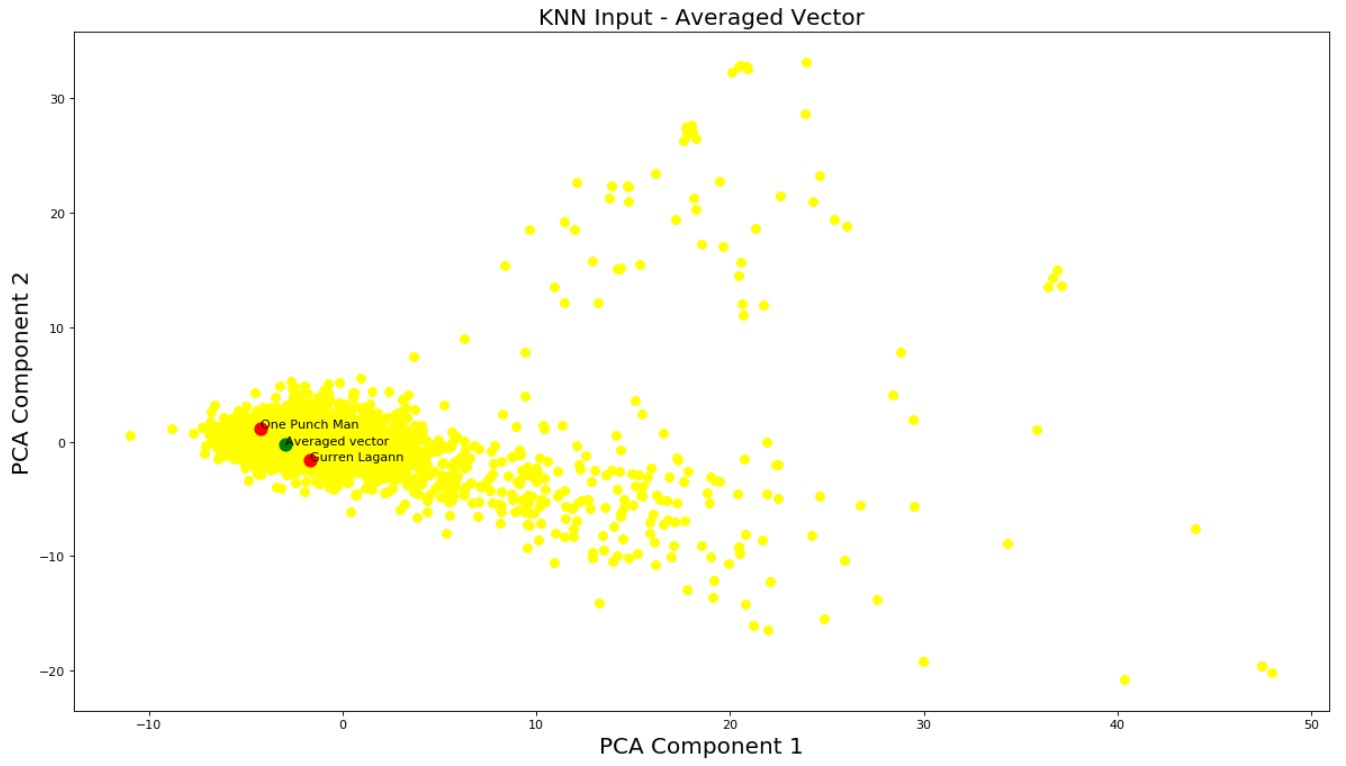 KNN Input - Averaged Vector
PCA Component 2
30
20
10
0
−10
−20
One Punch Man
Averaged vector
Gurren Lagann
−10 0 10 20 30 40 50
PCA Component 1